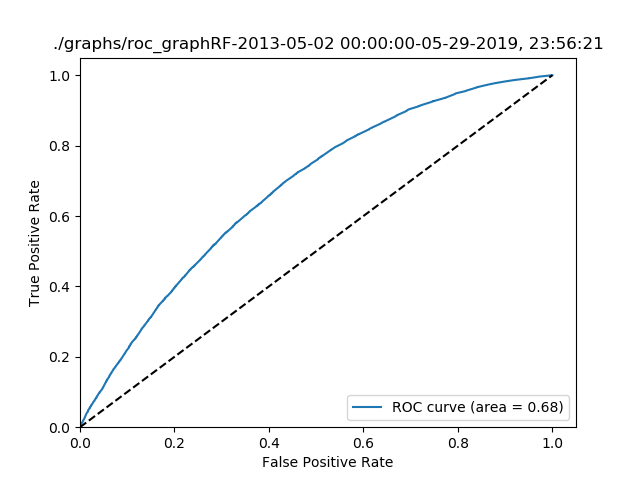 ./graphs/roc_graphRF-2013-05-02 00:00:00-05-29-2019, 23:56:21
1.0
0.8
0.6
0.4
0.2
0.0
True Positive Rate
ROC curve (area = 0.68)
0.0 0.2 0.4 0.6 0.8 1.0
False Positive Rate